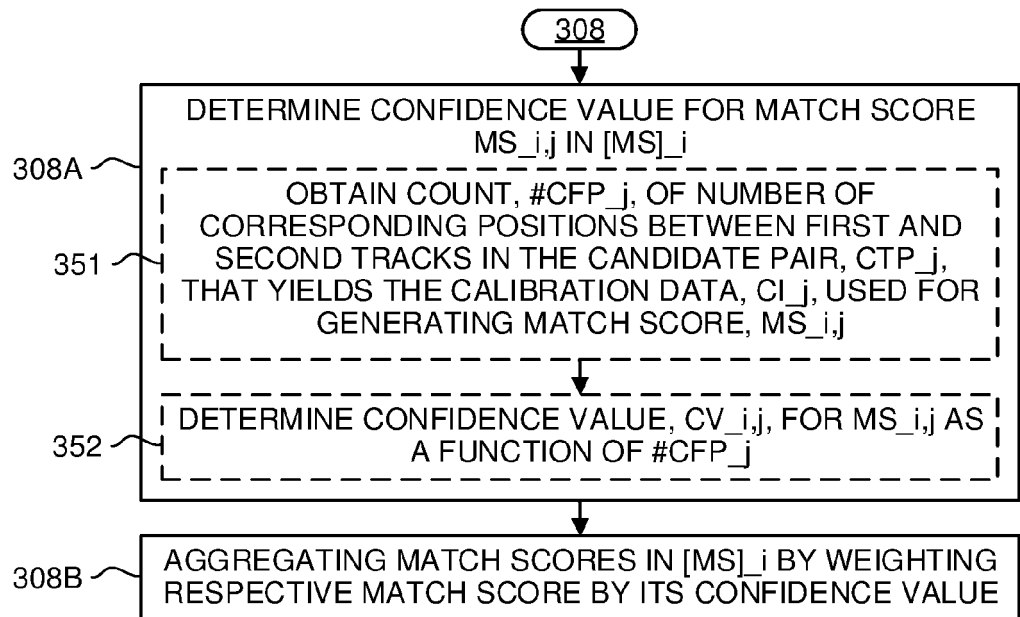 308
DETERMINE CONFIDENCE VALUE FOR MATCH SCORE
MS_i,j IN [MS]_i
308A
OBTAIN COUNT, #CFP_j, OF NUMBER OF
CORRESPONDING POSITIONS BETWEEN FIRST AND
SECOND TRACKS IN THE CANDIDATE PAIR, CTP_j,
THAT YIELDS THE CALIBRATION DATA, CI_j, USED FOR
GENERATING MATCH SCORE, MS_i,j
351
DETERMINE CONFIDENCE VALUE, CV_i,j, FOR MS_i,j AS
A FUNCTION OF #CFP_j
352
AGGREGATING MATCH SCORES IN [MS]_i BY WEIGHTING
RESPECTIVE MATCH SCORE BY ITS CONFIDENCE VALUE
308B